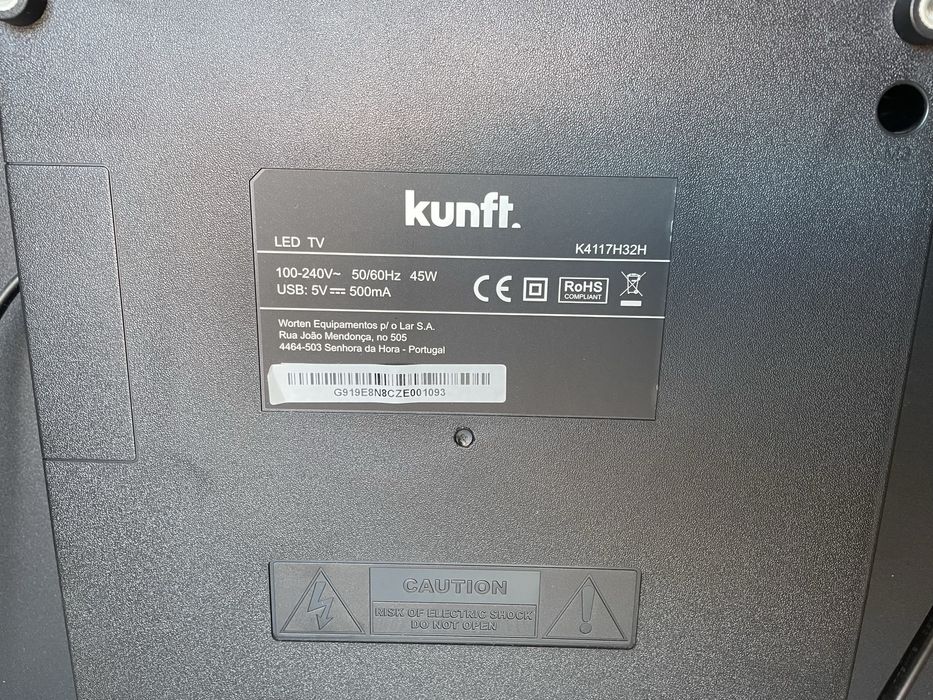 kunft.
LED TV
K4117H32H
100-240V~ 50/60Hz 45W
USB: 5V⎓ 500mA
CE
RoHS
COMPLIANT
Worten Equipamentos p/ o Lar S.A.
Rua João Mendonça, no 505
4464-503 Senhora da Hora - Portugal
G919E8N8CZE001093
CAUTION
RISK OF ELECTRIC SHOCK
DO NOT OPEN